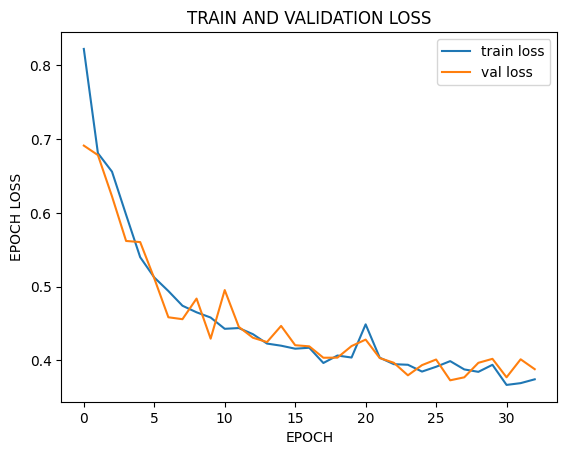 TRAIN AND VALIDATION LOSS
train loss
val loss
EPOCH LOSS
0.8
0.7
0.6
0.5
0.4
0 5 10 15 20 25 30
EPOCH